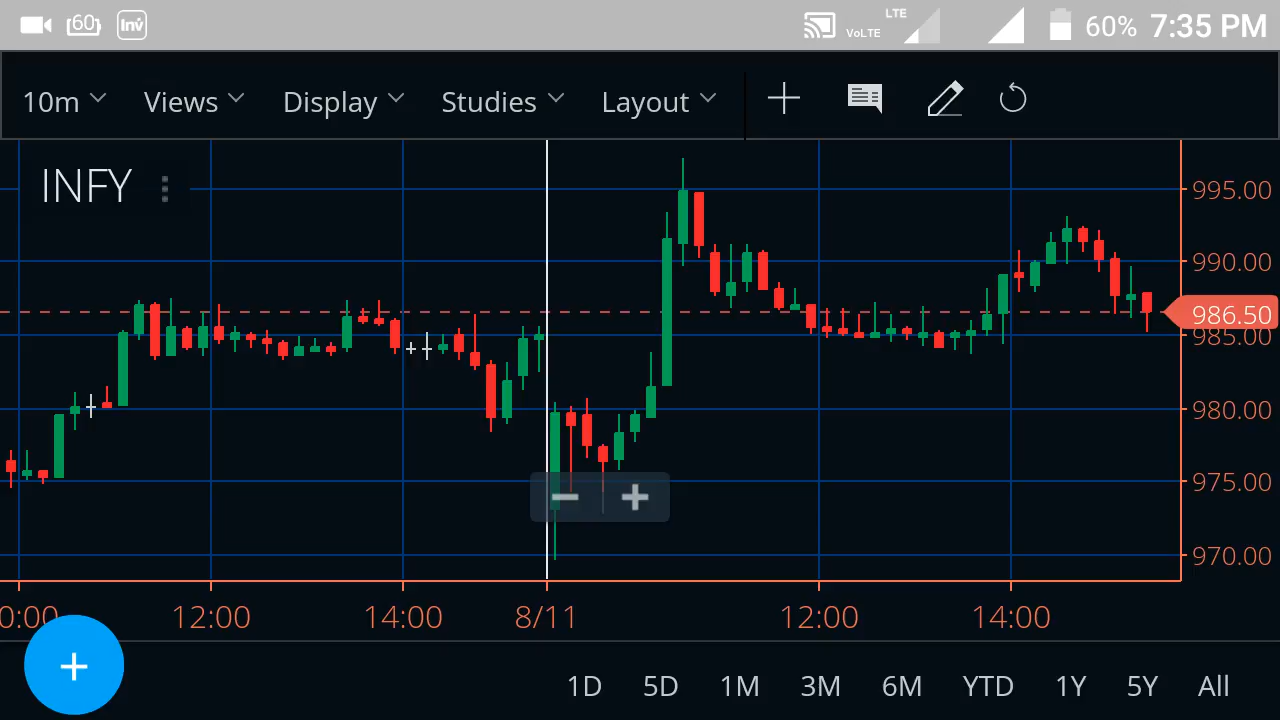 60 inv VoLTE LTE 60% 7:35 PM
10m Views Display Studies Layout
INFY
995.00
990.00
986.50
985.00
980.00
975.00
970.00
0:00 12:00 14:00 8/11 12:00 14:00
1D 5D 1M 3M 6M YTD 1Y 5Y All